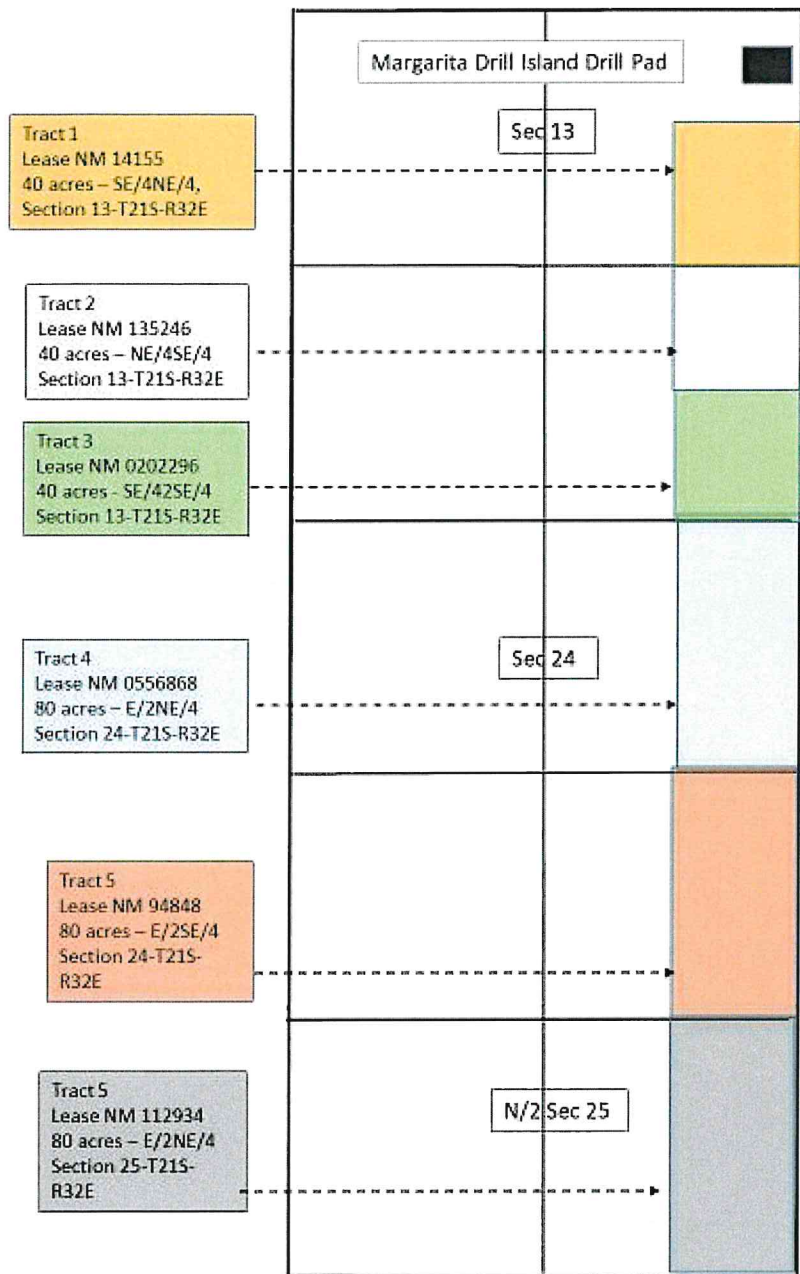 Margarita Drill Island Drill Pad
Sec 13
Tract 1
Lease NM 14155
40 acres – SE/4NE/4,
Section 13-T21S-R32E
Tract 2
Lease NM 135246
40 acres – NE/4SE/4
Section 13-T21S-R32E
Tract 3
Lease NM 0202296
40 acres - SE/42SE/4
Section 13-T21S-R32E
Sec 24
Tract 4
Lease NM 0556868
80 acres – E/2NE/4
Section 24-T21S-R32E
Tract 5
Lease NM 94848
80 acres – E/2SE/4
Section 24-T21S-
R32E
N/2 Sec 25
Tract 5
Lease NM 112934
80 acres – E/2NE/4
Section 25-T21S-
R32E